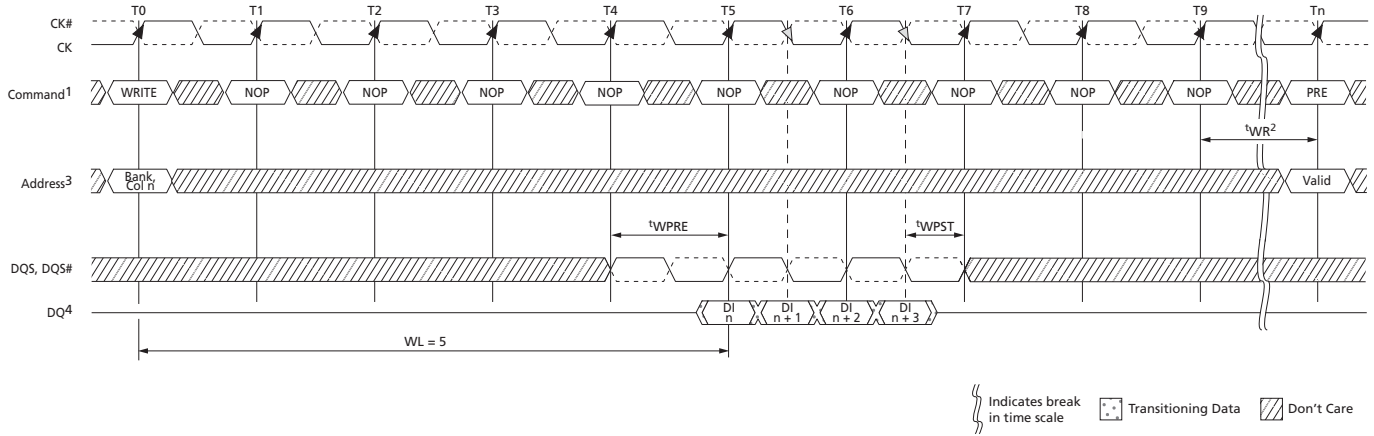 T0 T1 T2 T3 T4 T5 T6 T7 T8 T9 Tn
CK#
CK
Command1 WRITE NOP NOP NOP NOP NOP NOP NOP NOP NOP PRE
tWR2
Address3 Bank, Col n Valid
tWPRE tWPST
DQS, DQS#
DQ4 DI n DI n + 1 DI n + 2 DI n + 3
WL = 5
Indicates break
in time scale
Transitioning Data
Don't Care